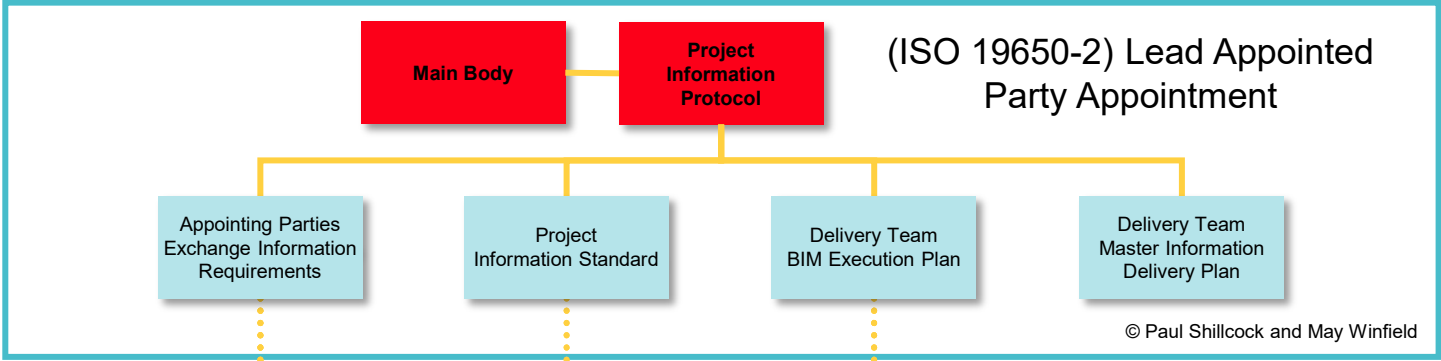 Main Body
Project
Information
Protocol
(ISO 19650-2) Lead Appointed
Party Appointment
Appointing Parties
Exchange Information
Requirements
Project
Information Standard
Delivery Team
BIM Execution Plan
Delivery Team
Master Information
Delivery Plan
© Paul Shillcock and May Winfield